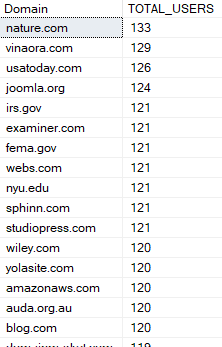 Domain TOTAL_USERS
nature.com 133
vinaora.com 129
usatoday.com 126
joomla.org 124
irs.gov 121
examiner.com 121
fema.gov 121
webs.com 121
nyu.edu 121
sphinn.com 121
studiopress.com 121
wiley.com 120
yolasite.com 120
amazonaws.com 120
auda.org.au 120
blog.com 120